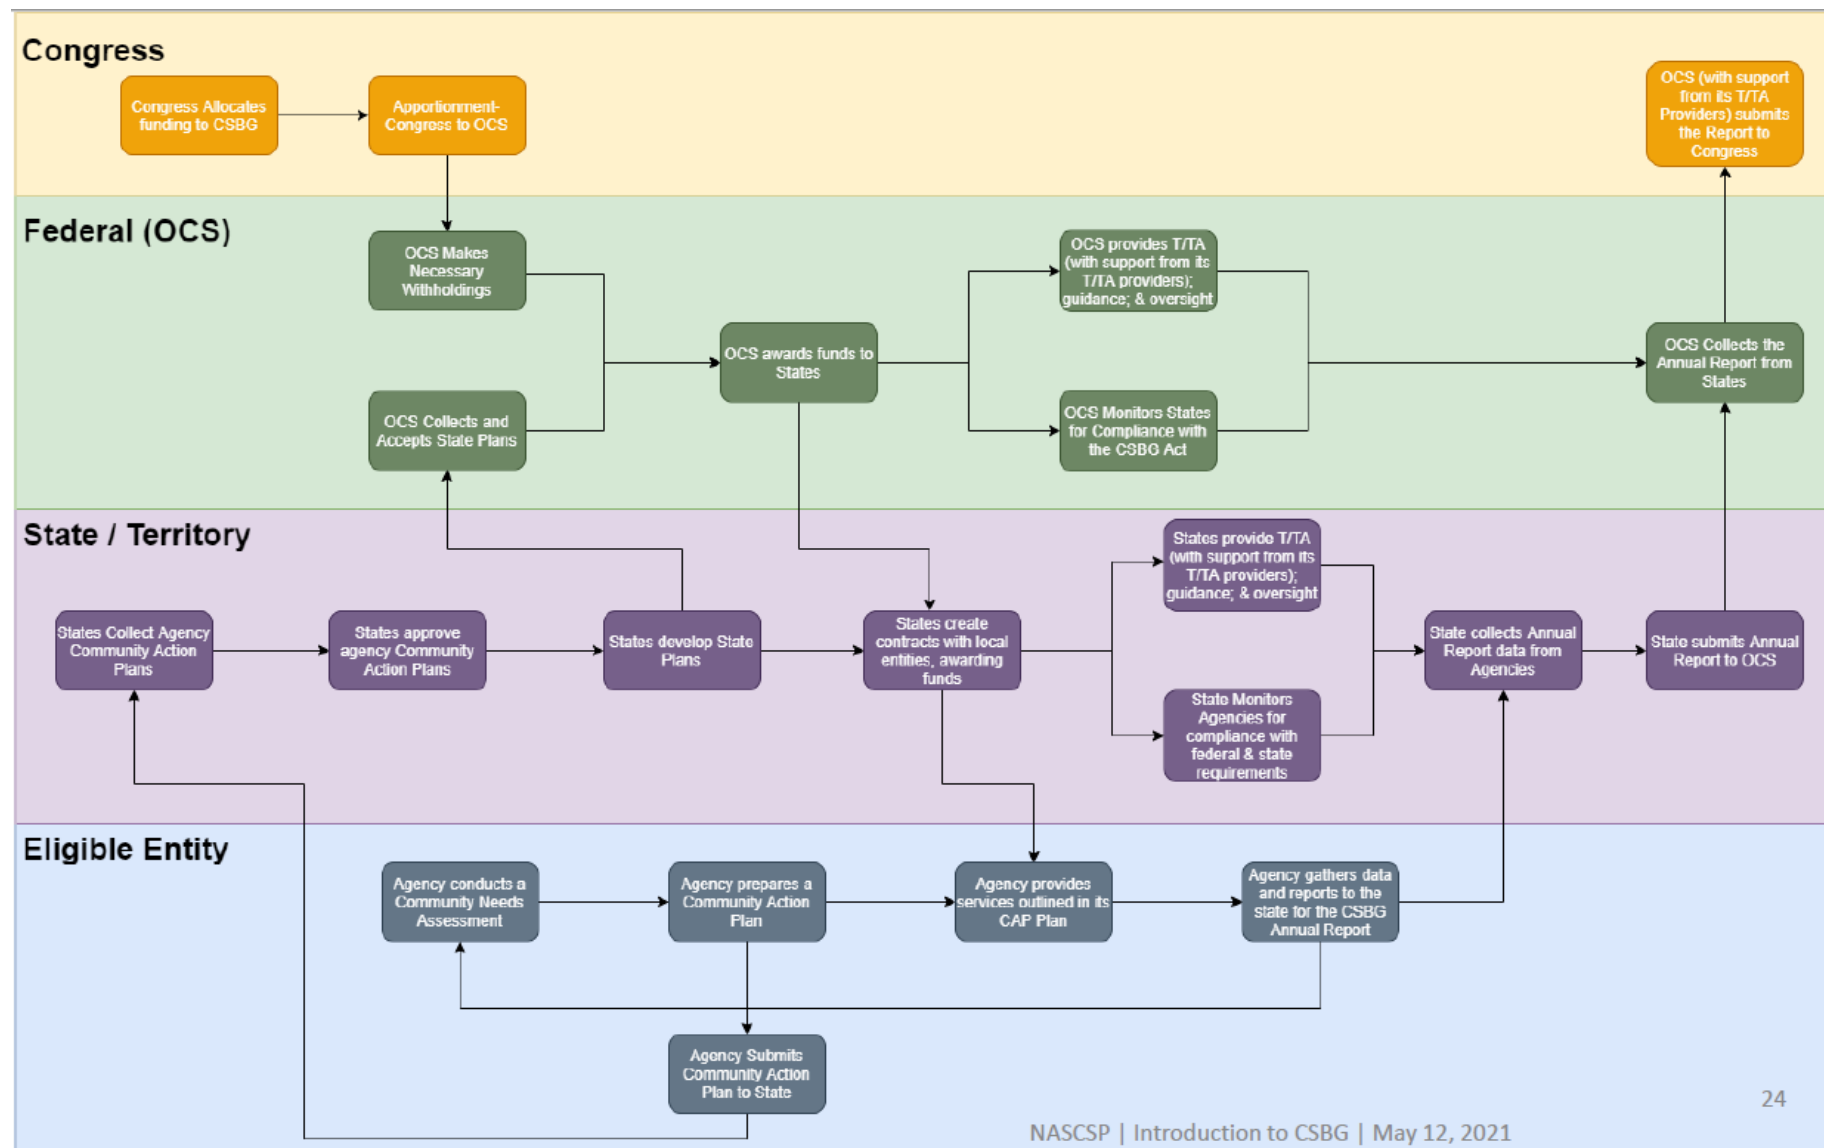 Congress
Congress Allocates
funding to CSBG
Apportionment-
Congress to OCS
OCS (with support
from its T/TA
Providers) submits
the Report to
Congress
Federal (OCS)
OCS Makes
Necessary
Withholdings
OCS provides T/TA
(with support from its
T/TA providers);
guidance; & oversight
OCS awards funds to
States
OCS Collects the
Annual Report from
States
OCS Collects and
Accepts State Plans
OCS Monitors States
for Compliance with
the CSBG Act
State / Territory
States provide T/TA
(with support from its
T/TA providers);
guidance; & oversight
States Collect Agency
Community Action
Plans
States approve
agency Community
Action Plans
States develop State
Plans
States create
contracts with local
entities, awarding
funds
State collects Annual
Report data from
Agencies
State submits Annual
Report to OCS
State Monitors
Agencies for
compliance with
federal & state
requirements
Eligible Entity
Agency conducts a
Community Needs
Assessment
Agency prepares a
Community Action
Plan
Agency provides
services outlined in its
CAP Plan
Agency gathers data
and reports to the
state for the CSBG
Annual Report
Agency Submits
Community Action
Plan to State
24
NASCSP | Introduction to CSBG | May 12, 2021